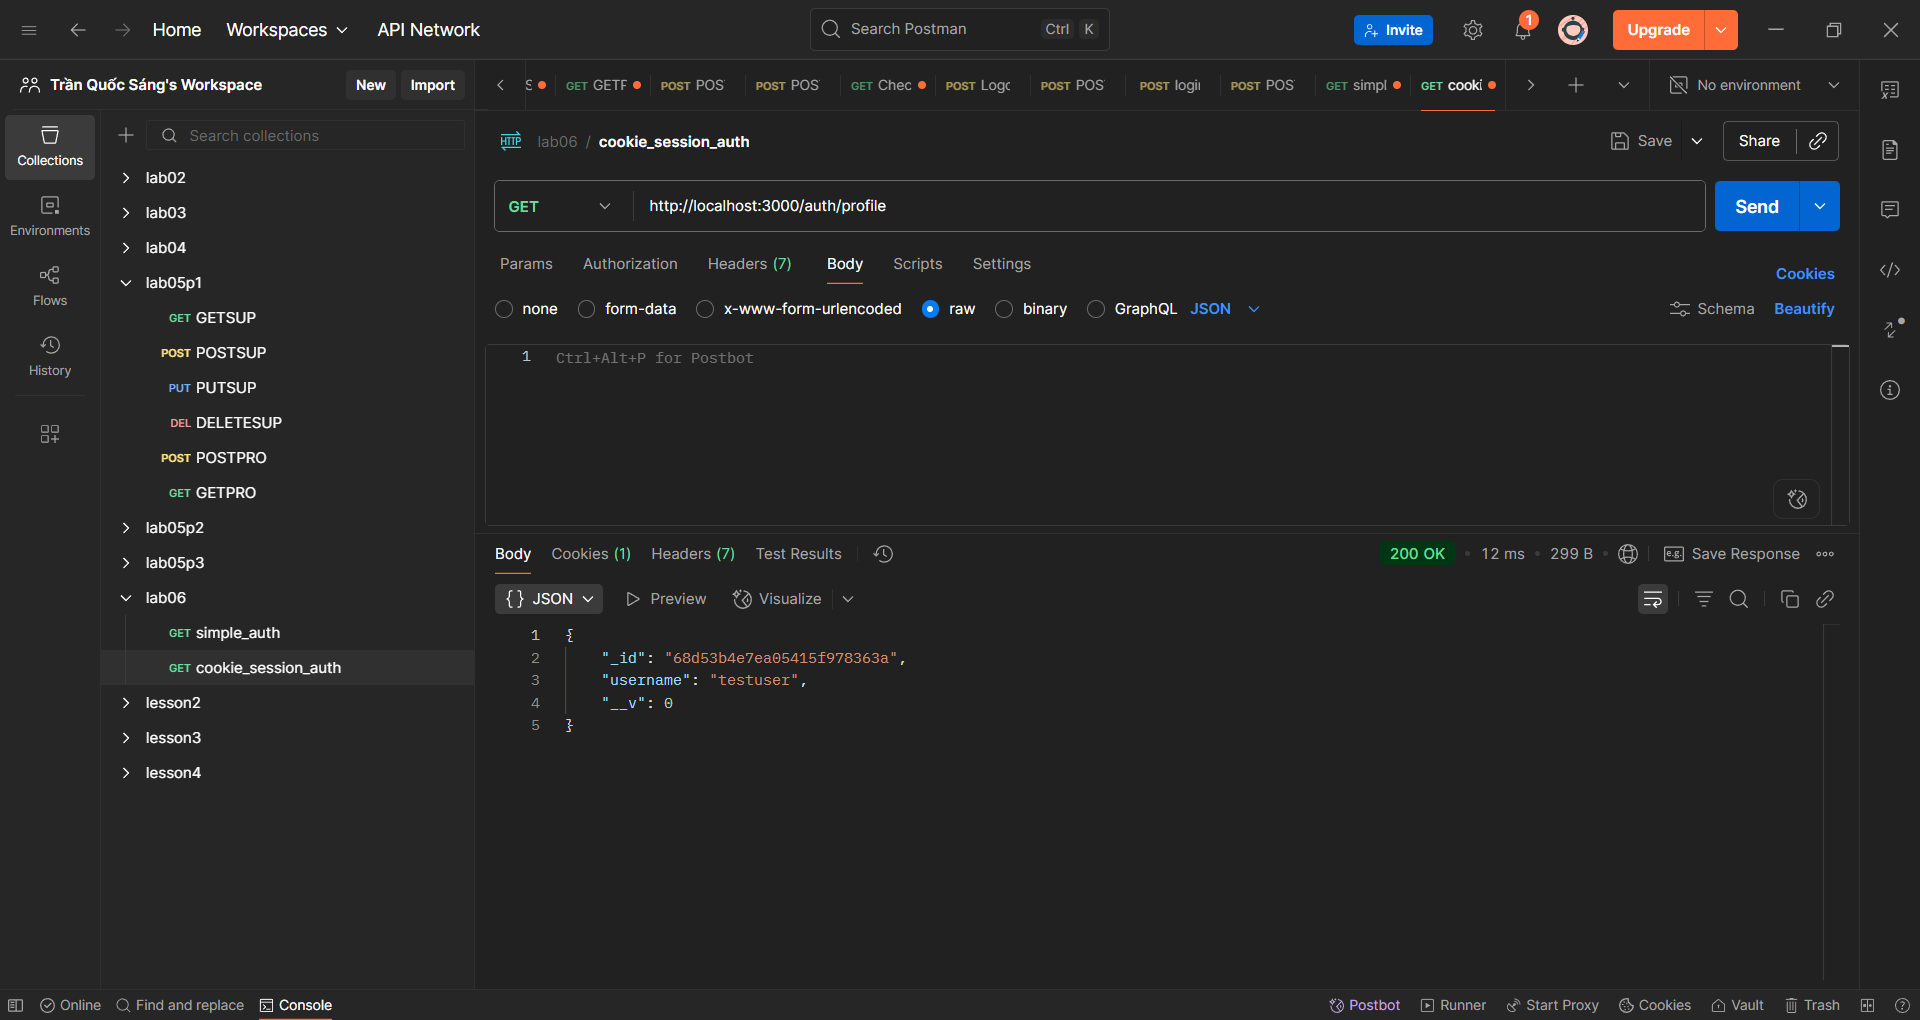 Home Workspaces API Network Search Postman Ctrl K Invite 1 Upgrade
Trần Quốc Sáng's Workspace New Import
S GET GETF POST POS POST POS GET Chec POST Logc POST POS POST logii POST POS GET simpl GET cooki No environment
Collections
Environments
Flows
History
Search collections
lab02
lab03
lab04
lab05p1
GET GETSUP
POST POSTSUP
PUT PUTSUP
DEL DELETESUP
POST POSTPRO
GET GETPRO
lab05p2
lab05p3
lab06
GET simple_auth
GET cookie_session_auth
lesson2
lesson3
lesson4
HTTP lab06 / cookie_session_auth Save Share
GET http://localhost:3000/auth/profile Send
Params Authorization Headers (7) Body Scripts Settings Cookies
none form-data x-www-form-urlencoded raw binary GraphQL JSON Schema Beautify
1 Ctrl+Alt+P for Postbot
Body Cookies (1) Headers (7) Test Results 200 OK • 12 ms • 299 B • e.g. Save Response
{} JSON Preview Visualize
1 {
2 "_id": "68d53b4e7ea05415f978363a",
3 "username": "testuser",
4 "__v": 0
5 }
Online Find and replace Console Postbot Runner Start Proxy Cookies Vault Trash